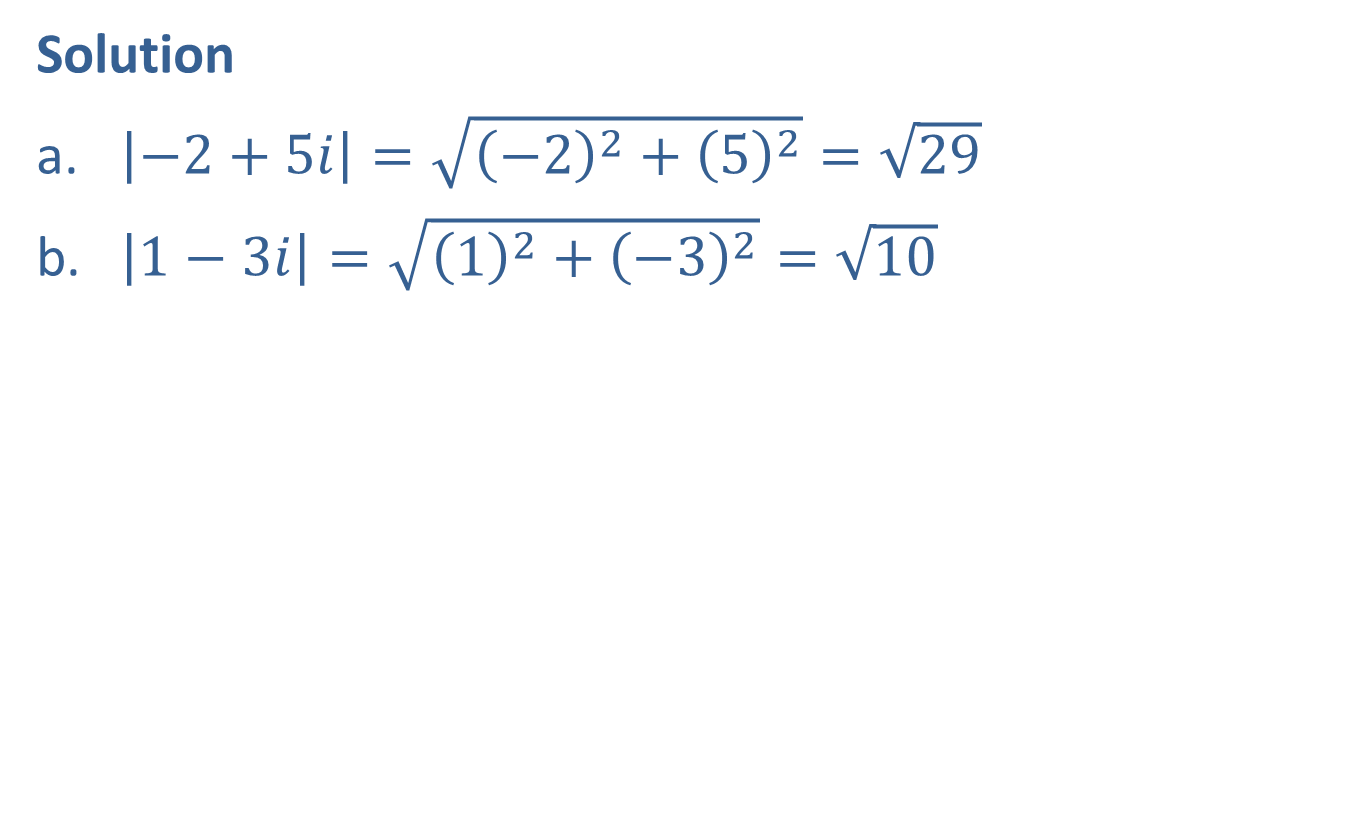 Solution
a. |−2 + 5𝑖| = √(−2)² + (5)² = √29
b. |1 − 3𝑖| = √(1)² + (−3)² = √10